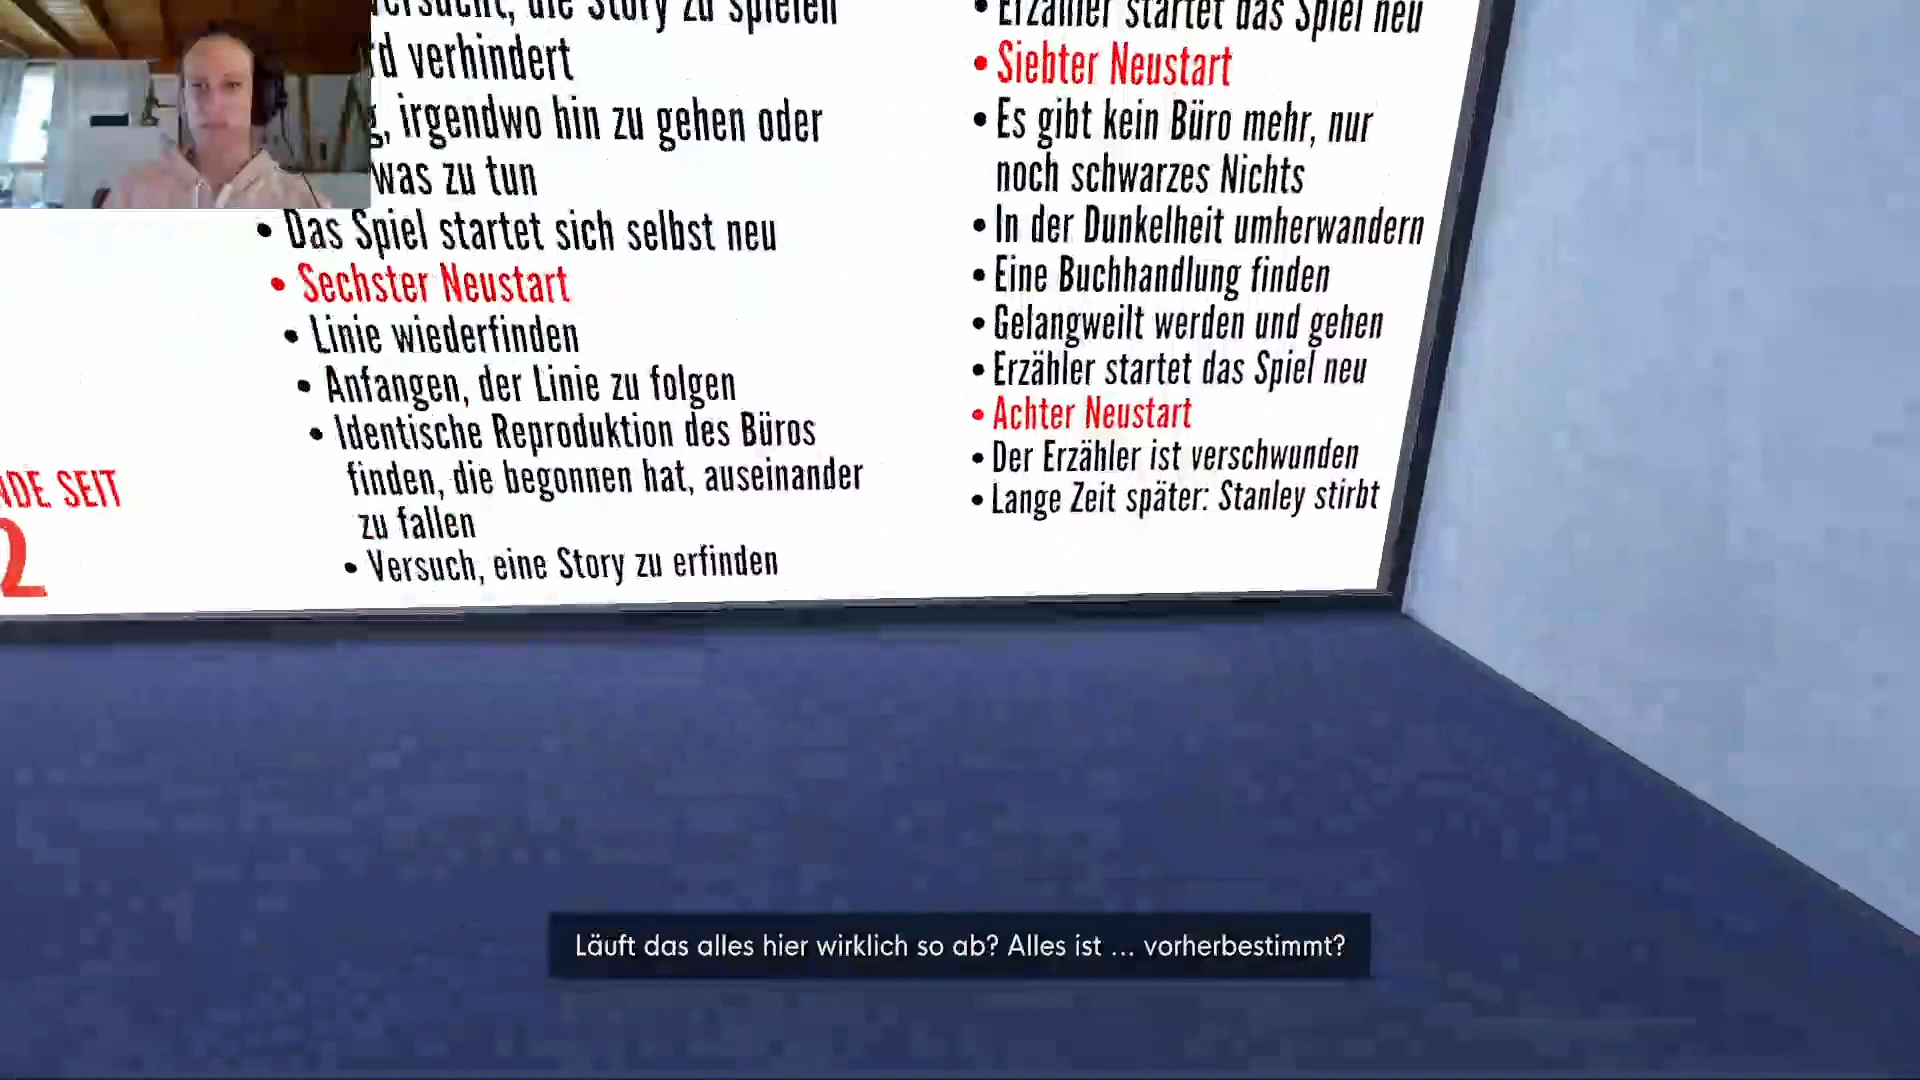 die Story zu spielen
verhindert
irgendwo hin zu gehen oder
was zu tun
• Das Spiel startet sich selbst neu
• Sechster Neustart
• Linie wiederfinden
• Anfangen, der Linie zu folgen
• Identische Reproduktion des Büros
finden, die begonnen hat, auseinander
zu fallen
• Versuch, eine Story zu erfinden
SEIT
2
• Erzähler startet das Spiel neu
• Siebter Neustart
• Es gibt kein Büro mehr, nur
noch schwarzes Nichts
• In der Dunkelheit umherwandern
• Eine Buchhandlung finden
• Gelangweilt werden und gehen
• Erzähler startet das Spiel neu
• Achter Neustart
• Der Erzähler ist verschwunden
• Lange Zeit später: Stanley stirbt
Läuft das alles hier wirklich so ab? Alles ist ... vorherbestimmt?